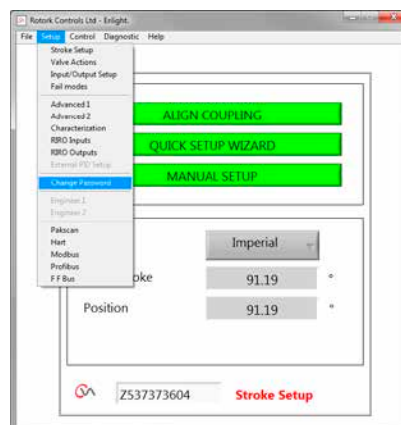 Rotork Controls Ltd - Enlight.
File Setup Control Diagnostic Help
Stroke Setup
Valve Actions
Input/Output Setup
Fail modes
Advanced 1
Advanced 2
Characterization
RIRO Inputs
RIRO Outputs
External PID Setup
Change Password
Engineer 1
Engineer 2
Pakscan
Hart
Modbus
Profibus
F F Bus
ALIGN COUPLING
QUICK SETUP WIZARD
MANUAL SETUP
Imperial
oke 91.19 °
Position 91.19 °
Z537373604 Stroke Setup